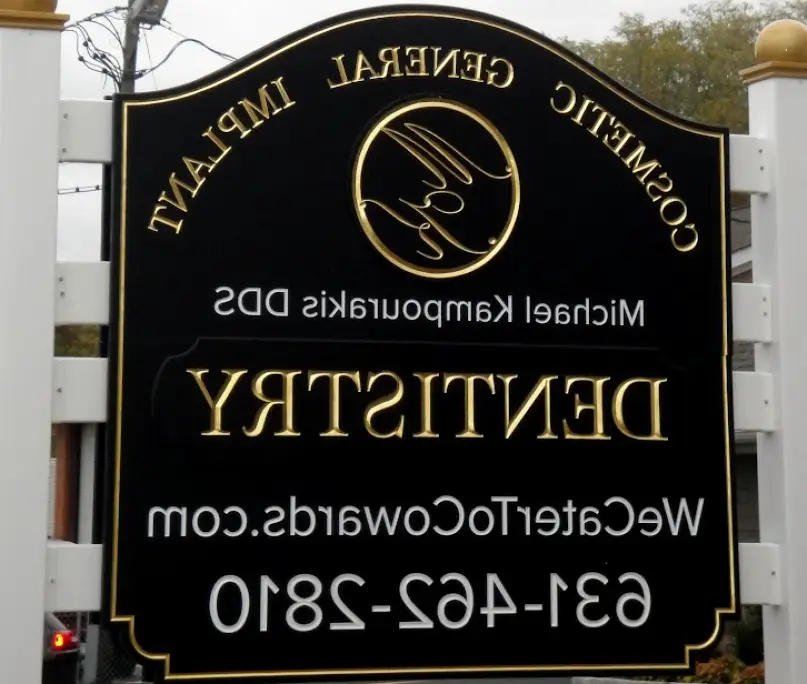 COSMETIC GENERAL IMPLANT
Michael Kampourakis DDS
DENTISTRY
WeCaterToCowards.com
631-462-2810